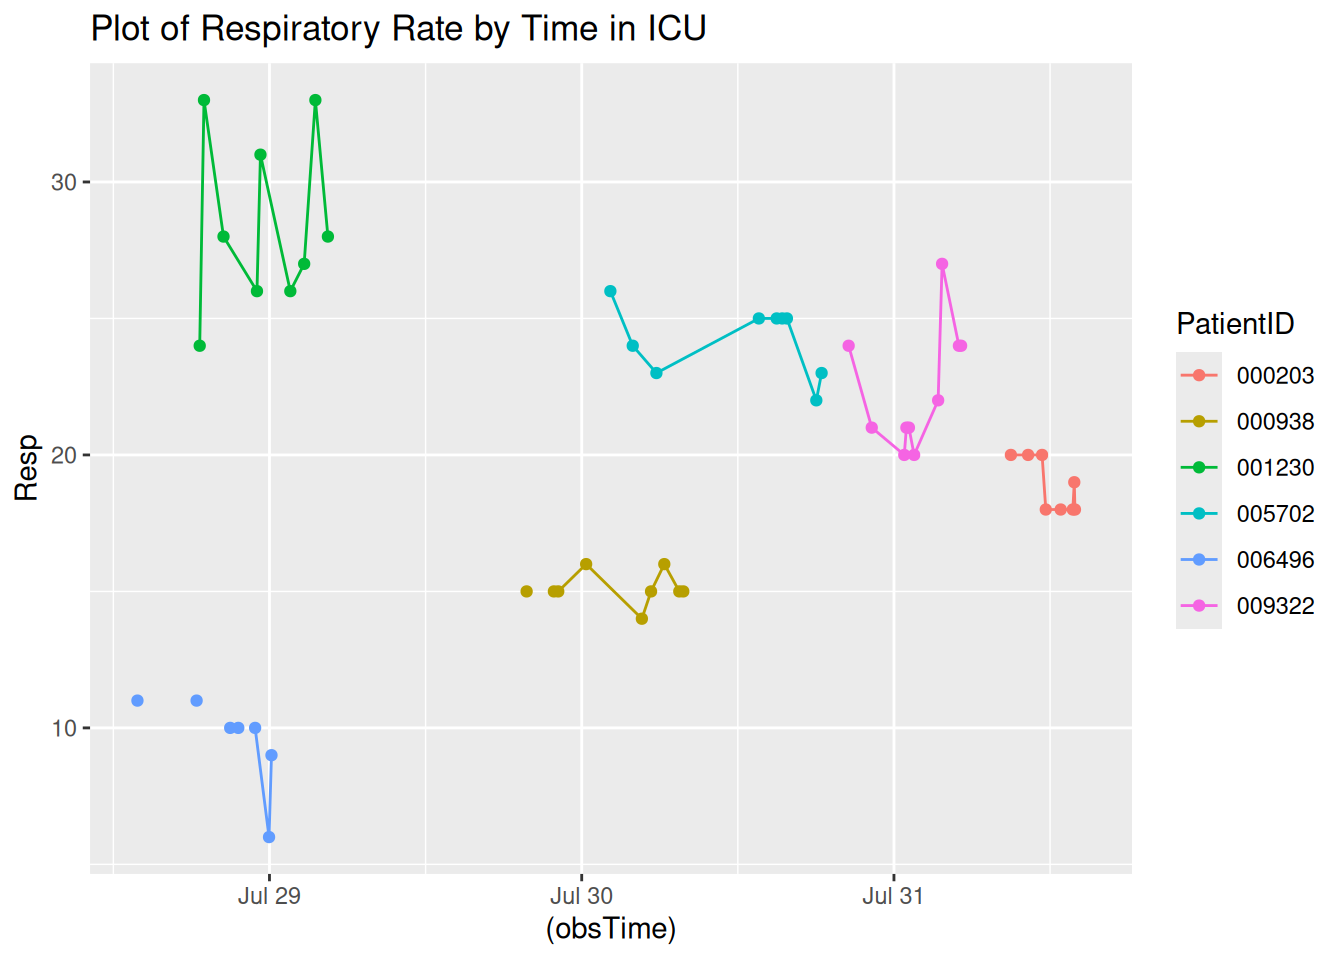 Plot of Respiratory Rate by Time in ICU
30
20
10
Resp
Jul 29
Jul 30
Jul 31
(obsTime)
PatientID
000203
000938
001230
005702
006496
009322